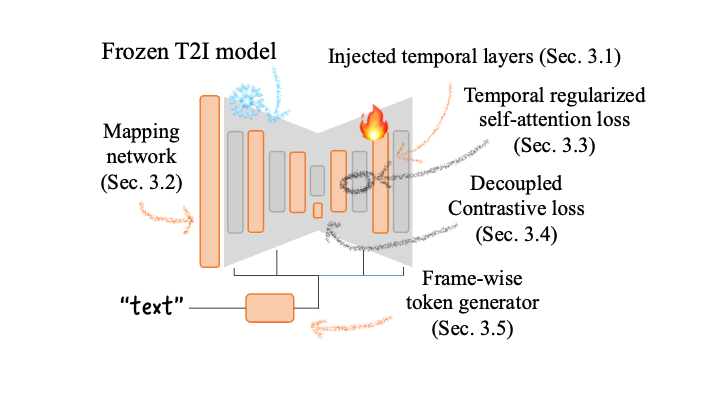 Frozen T2I model
Injected temporal layers (Sec. 3.1)
Temporal regularized
self-attention loss
(Sec. 3.3)
Mapping
network
(Sec. 3.2)
Decoupled
Contrastive loss
(Sec. 3.4)
Frame-wise
token generator
(Sec. 3.5)
"text"